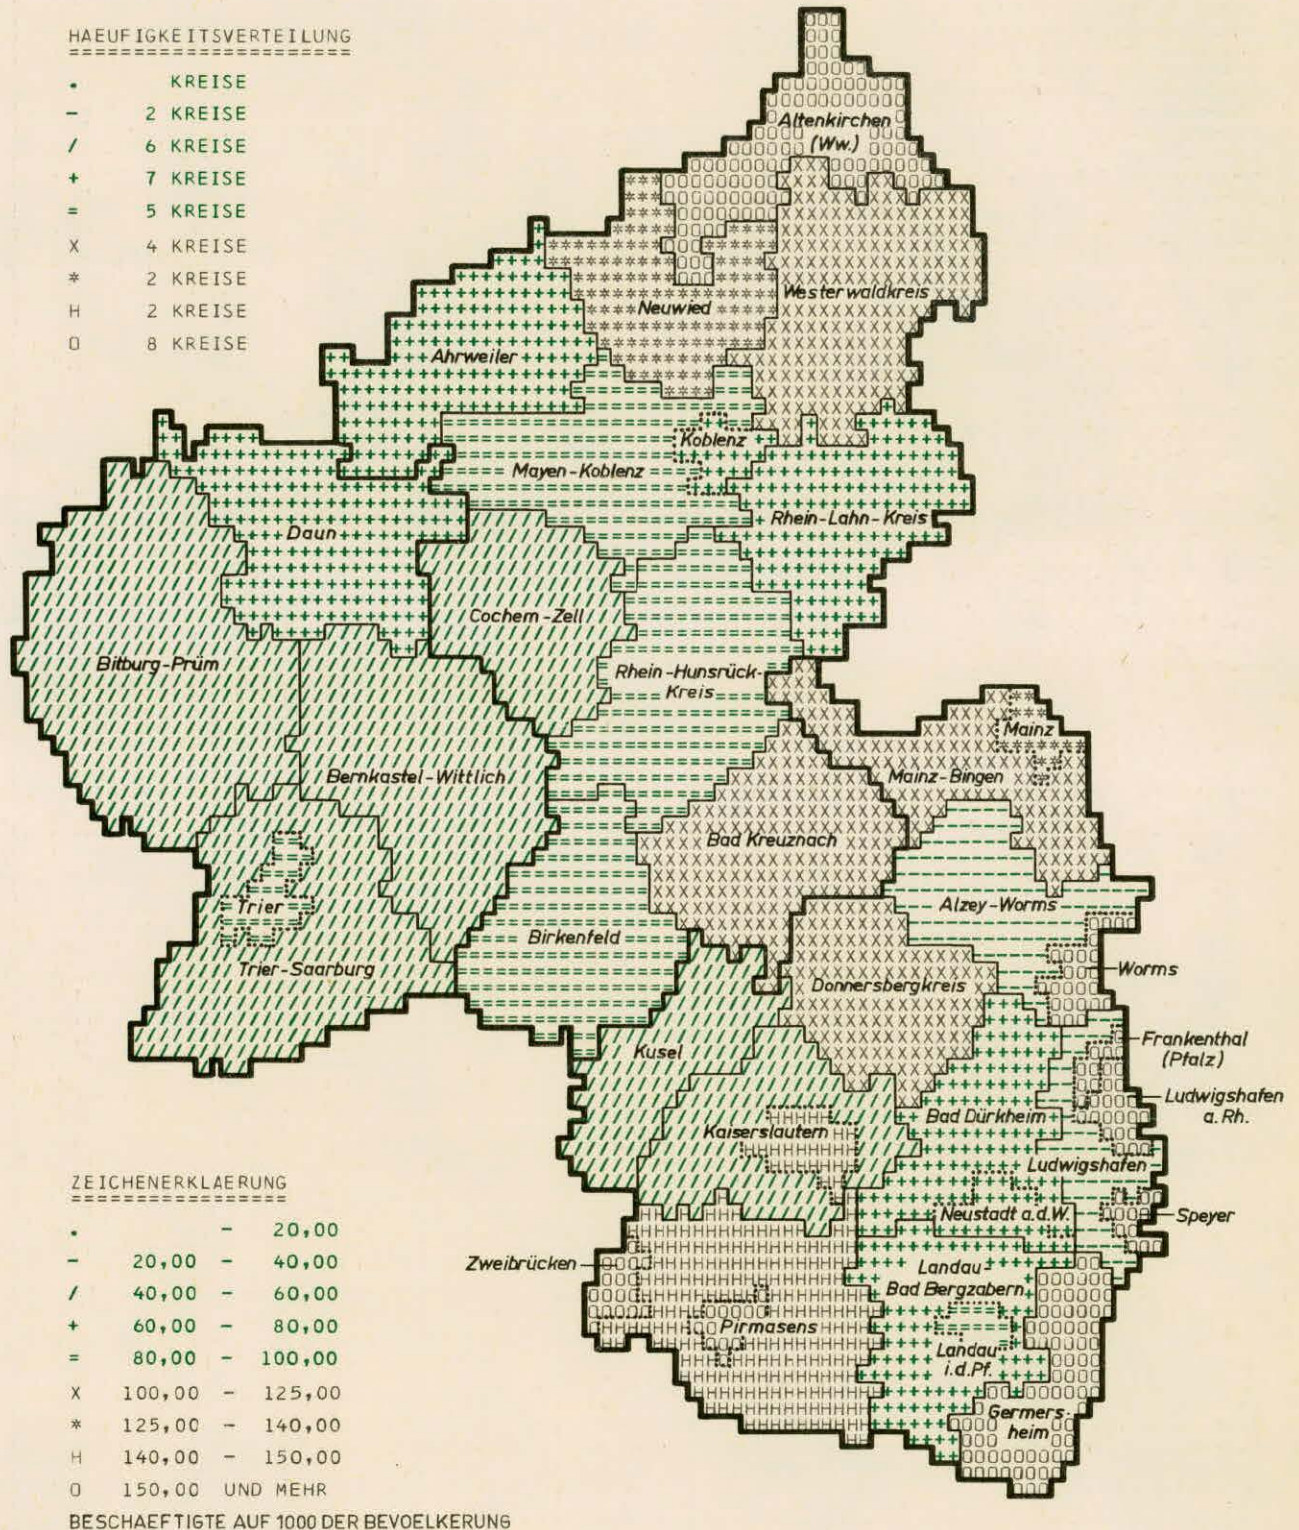 HAEUFIGKEITSVERTEILUNG
======================
. KREISE
- 2 KREISE
/ 6 KREISE
+ 7 KREISE
= 5 KREISE
X 4 KREISE
* 2 KREISE
H 2 KREISE
O 8 KREISE
Altenkirchen
(Ww.)
Westerwaldkreis
Neuwied
Ahrweiler
Koblenz
Mayen-Koblenz
Rhein-Lahn-Kreis
Daun
Cochem-Zell
Bitburg-Prüm
Rhein-Hunsrück-
Kreis
Mainz
Bernkastel-Wittlich
Mainz-Bingen
Bad Kreuznach
Trier
Alzey-Worms
Birkenfeld
Trier-Saarburg
Worms
Donnersbergkreis
Kusel
Frankenthal
(Pfalz)
Ludwigshafen
a.Rh.
Bad Dürkheim
Kaiserslautern
Ludwigshafen
Neustadt a.d.W.
Speyer
Zweibrücken
Landau-
Bad Bergzabern
Pirmasens
Landau
i.d.Pf.
Germers-
heim
ZEICHENERKLAERUNG
=================
. - 20,00
- 20,00 - 40,00
/ 40,00 - 60,00
+ 60,00 - 80,00
= 80,00 - 100,00
X 100,00 - 125,00
* 125,00 - 140,00
H 140,00 - 150,00
O 150,00 UND MEHR
BESCHAEFTIGTE AUF 1000 DER BEVOELKERUNG